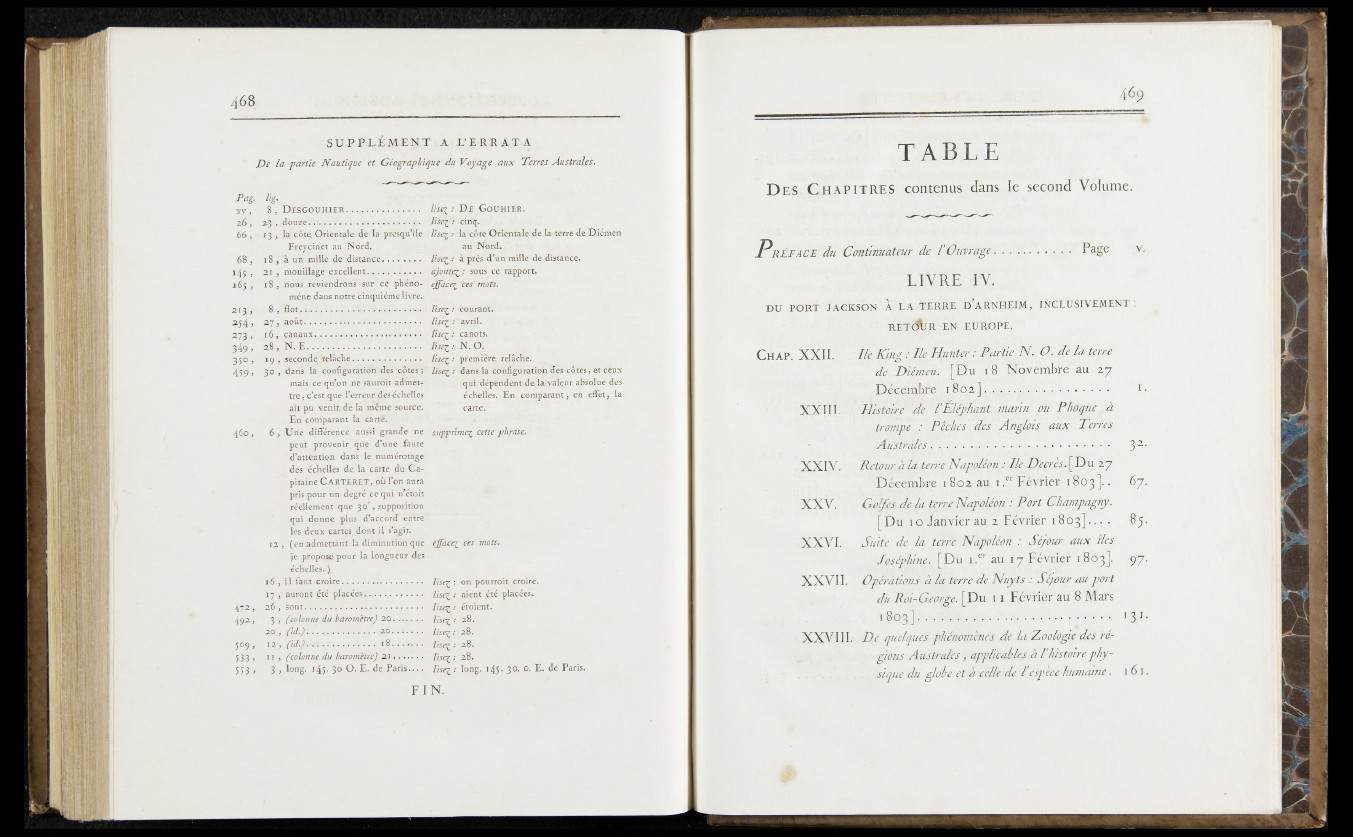 468
SUPPLÉMENT A L'ERRATA
De la partie Nautique et Géographique du Voyage aux Terres Australes.
Pag. lig.
xv, 8, DESGOUHIER............... lisez : DE GOUHIER.
26, 23, douze....................... lisez : cinq.
66, 13, la côte Orientale de la presqu'île lisez : la côte Orientale de la terre de Diémen
Freycinet au Nord. au Nord.
68, 18, à un mille de distance........ lisez : à près d'un mille de distance.
145, 21, mouillage excellent........... ajoutez : sous ce rapport.
165, 18, nous reviendrons sur ce phéno- effacez ces mots.
mène dans notre cinquième livre.
213, 8, flot......................... lisez : courant.
254, 27, août........................ lisez : avril.
273, 16, canaux...................... lisez : canots.
349, 28, N. E........................ lisez : N. O.
350, 19, seconde relâche.............. lisez : première relâche.
459, 30, dans la configuration des côtes ; lisez : dans la configuration des côtes, et ceux
mais ce qu'on ne sauroit admet- qui dépendent de la valeur absolue des
tre, c'est que l'erreur des échelles échelles. En comparant, en effet, la
ait pu venir de la même source. carte.
En comparant la carte.
460, 6, Une différence aussi grande ne supprimez cette phrase.
peut provenir que d'une faute
d'attention dans le numérotage
des échelles de la carte du Ca-
pitaine CARTERET, où l'on aura
pris pour un degré ce qui n'étoit
réellement que 30', supposition
qui donne plus d'accord entre
les deux cartes dont il s'agit.
12, (en admettant la diminution que effacez ces mots.
je propose pour la longueur des
échelles.)
16, il faut croire................. lisez : on pourroit croire.
17, auront été placées............ lisez : aient été placées.
472, 26, sont........................ lisez : étoient.
492, 3, (colonne du baromètre) 20....... lisez : 28.
20, (id.).............. 20....... lisez : 28.
509, 12, (id.).............. 18....... lisez : 28.
533, 11, (colonne du baromètre) 21....... lisez : 28.
553, 3, long. 145. 30 O. E. de Paris.... lisez : long. 145. 30. 0. E. de Paris.
FIN.
469
TABLE
DES CHAPITRES contenus dans le second Volume.
PRÉFACE du Continuateur de l'Ouvrage........... Page v.
LIVRE IV.
DU PORT JACKSON À LA TERRE D'ARNHEIM, INCLUSIVEMENT :
RETOUR EN EUROPE.
CHAP. XXII. Ile King : Ile Hunter : Partie N. O. de la terre
de Diémen. [Du 18 Novembre au 27
Décembre 1802]................. 1.
XXIII. Histoire de l'Éléphant marin ou Phoque à
trompe : Pêches des Anglois aux Terres
Australes....................... 32.
XXIV. Retour à la terre Napoléon : Ile Decrès. [Du 27
Décembre 1802 au 1.er Février 1803].. 67.
XXV. Golfes de la terre Napoléon : Port Champagny.
[Du 10 Janvier au 2 Février 1803].... 85.
XXVI. Suite de la terre Napoléon : Séjour aux îles
Joséphine. [Du 1.er au 17 Février 1803]. 97.
XXVII. Opérations à la terre de Nuyts : Séjour au port
du Roi-George. [Du 11 Février au 8 Mars
1803]......................... 131.
XXVIII. De quelques phénomènes de la Zoologie des ré-
gions Australes, applicables à l'histoire phy-
sique du globe et à celle de l'espèce humaine. 161.